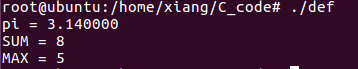 root@ubuntu:/home/xiang/C_code# ./def
pi = 3.140000
SUM = 8
MAX = 5